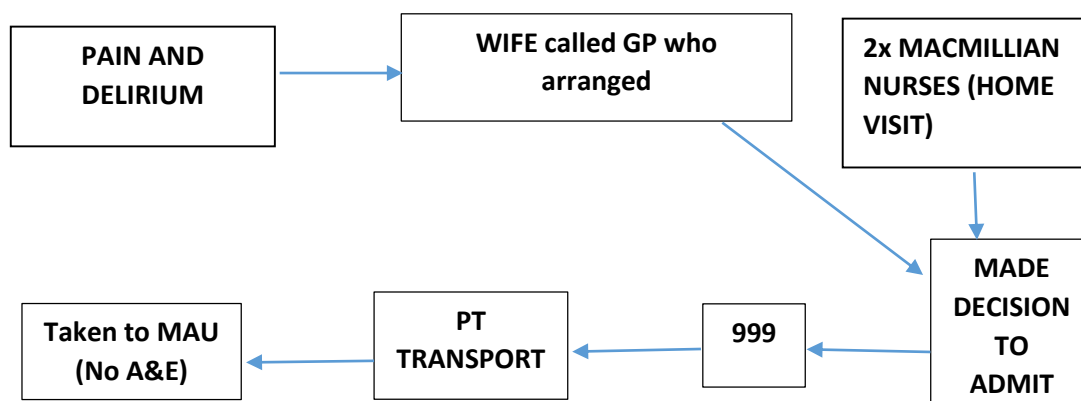 PAIN AND
DELIRIUM
WIFE called GP who
arranged
2x MACMILLIAN
NURSES (HOME
VISIT)
MADE
DECISION
TO
ADMIT
999
PT
TRANSPORT
Taken to MAU
(No A&E)